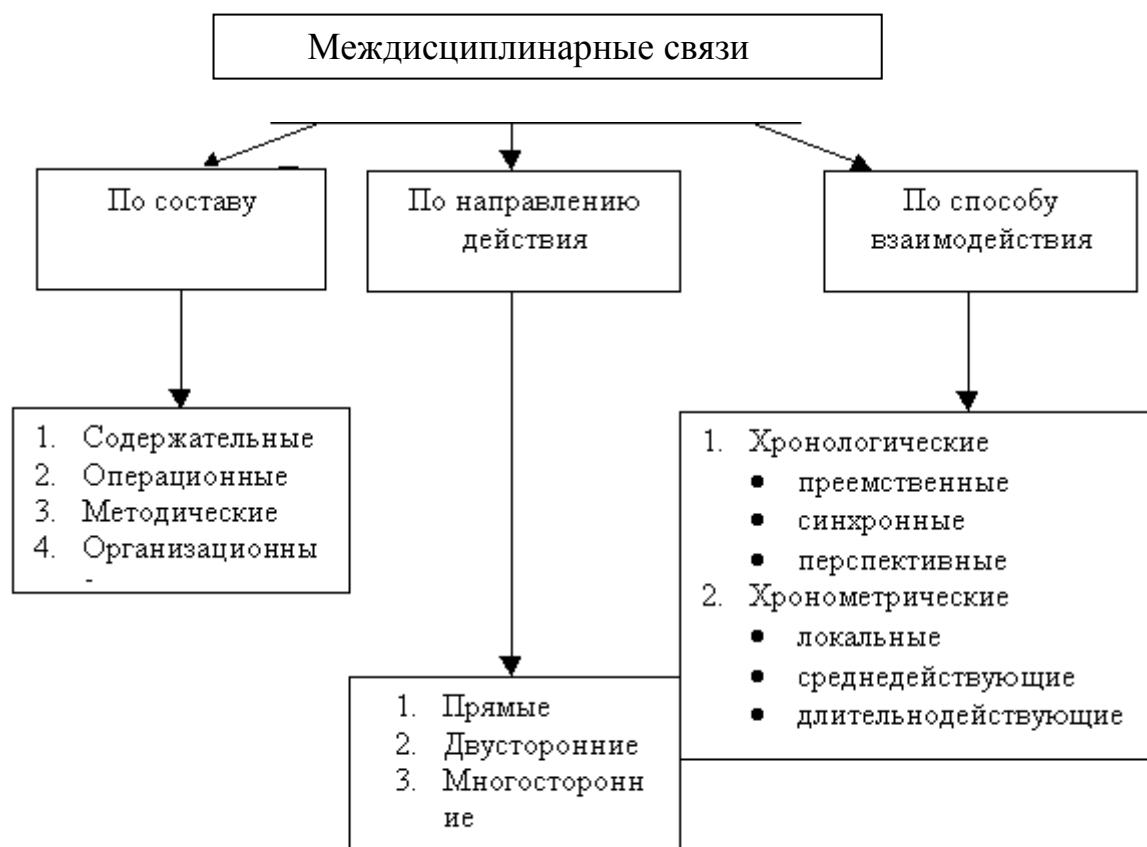 Междисциплинарные связи
По составу
По направлению
действия
По способу
взаимодействия
1. Содержательные
2. Операционные
3. Методические
4. Организационны
-
1. Прямые
2. Двусторонние
3. Многосторонн
ие
1. Хронологические
• преемственные
• синхронные
• перспективные
2. Хронометрические
• локальные
• среднедействующие
• длительнодействующие